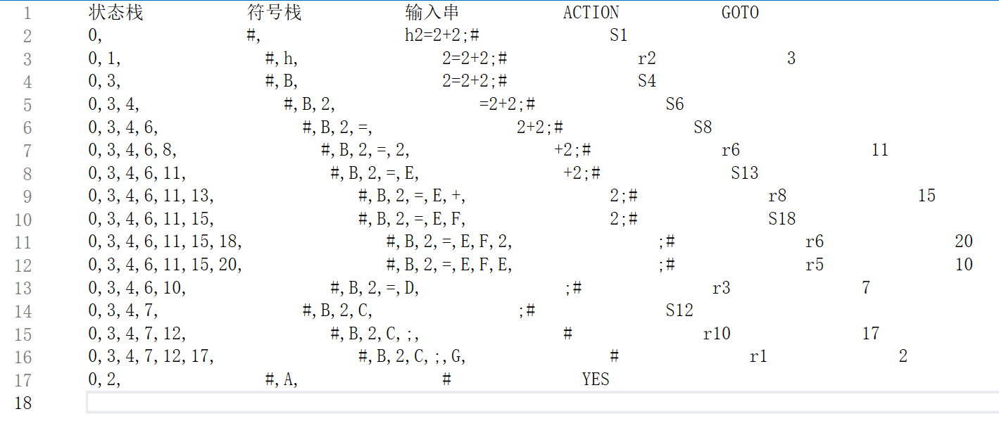 1 状态栈 符号栈 输入串 ACTION GOTO
2 0, #, h2=2+2;# S1
3 0,1, #,h, 2=2+2;# r2 3
4 0,3, #,B, 2=2+2;# S4
5 0,3,4, #,B,2, =2+2;# S6
6 0,3,4,6, #,B,2,=, 2+2;# S8
7 0,3,4,6,8, #,B,2,=,2, +2;# r6 11
8 0,3,4,6,11, #,B,2,=,E, +2;# S13
9 0,3,4,6,11,13, #,B,2,=,E,+, 2;# r8 15
10 0,3,4,6,11,15, #,B,2,=,E,F, 2;# S18
11 0,3,4,6,11,15,18, #,B,2,=,E,F,2, ;# r6 20
12 0,3,4,6,11,15,20, #,B,2,=,E,F,E, ;# r5 10
13 0,3,4,6,10, #,B,2,=,D, ;# r3 7
14 0,3,4,7, #,B,2,C, ;# S12
15 0,3,4,7,12, #,B,2,C,;, # r10 17
16 0,3,4,7,12,17, #,B,2,C,;,G, # r1 2
17 0,2, #,A, # YES
18